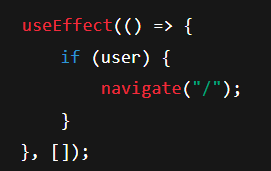 useEffect(() => {
    if (user) {
        navigate("/");
    }
}, []);